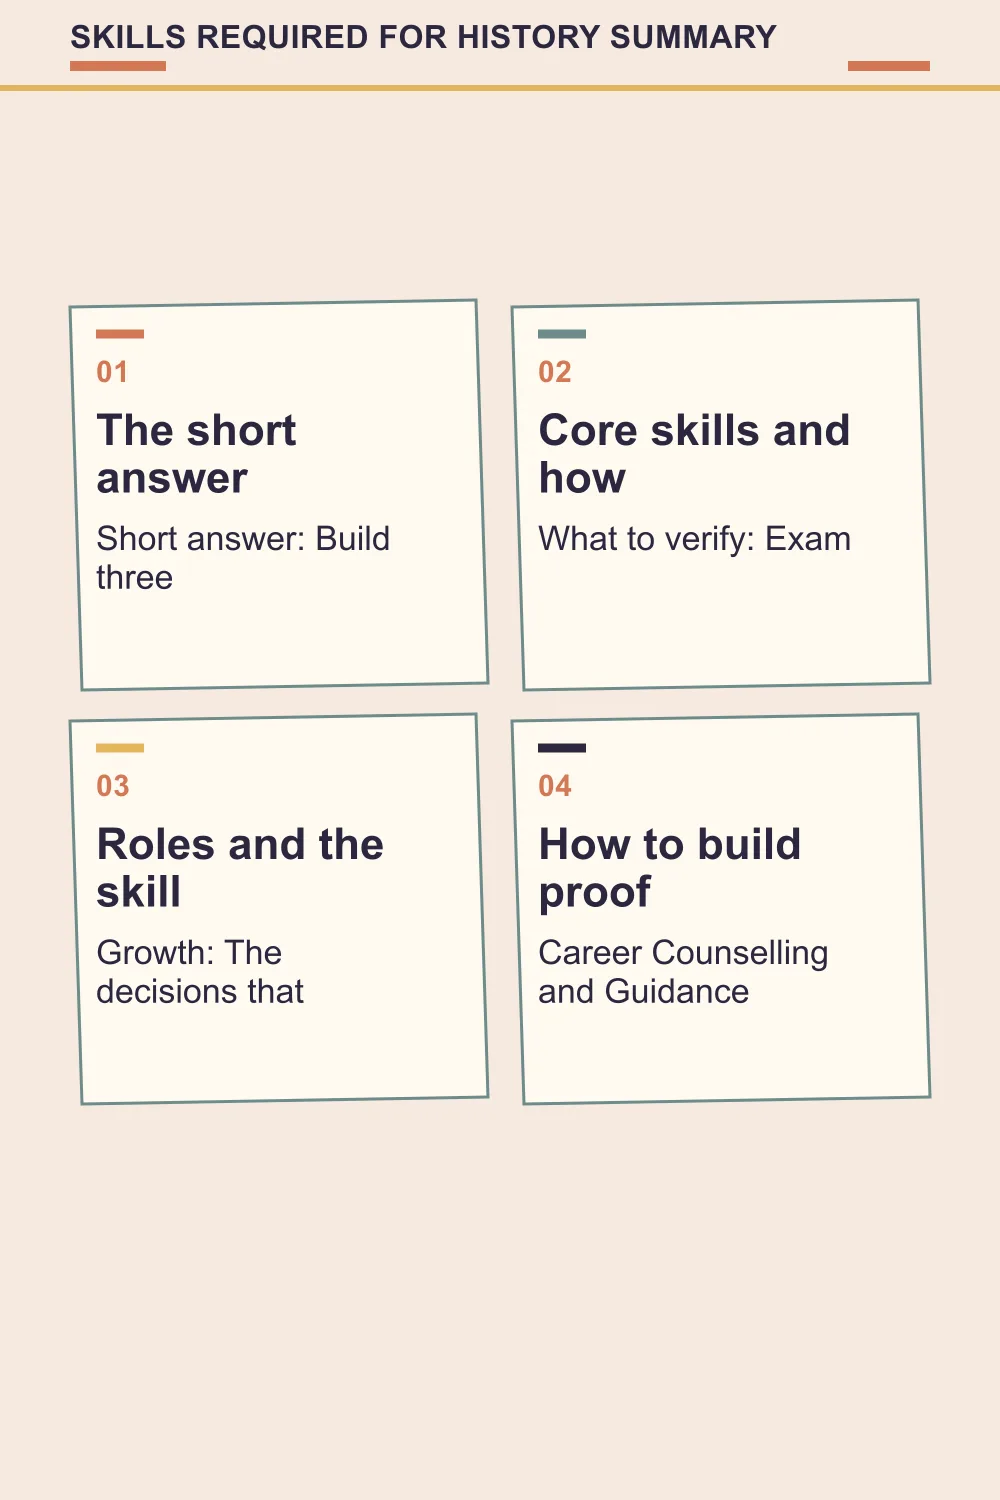 SKILLS REQUIRED FOR HISTORY SUMMARY
01
The short
answer
Short answer: Build
three
02
Core skills and
how
What to verify: Exam
03
Roles and the
skill
Growth: The
decisions that
04
How to build
proof
Career Counselling
and Guidance